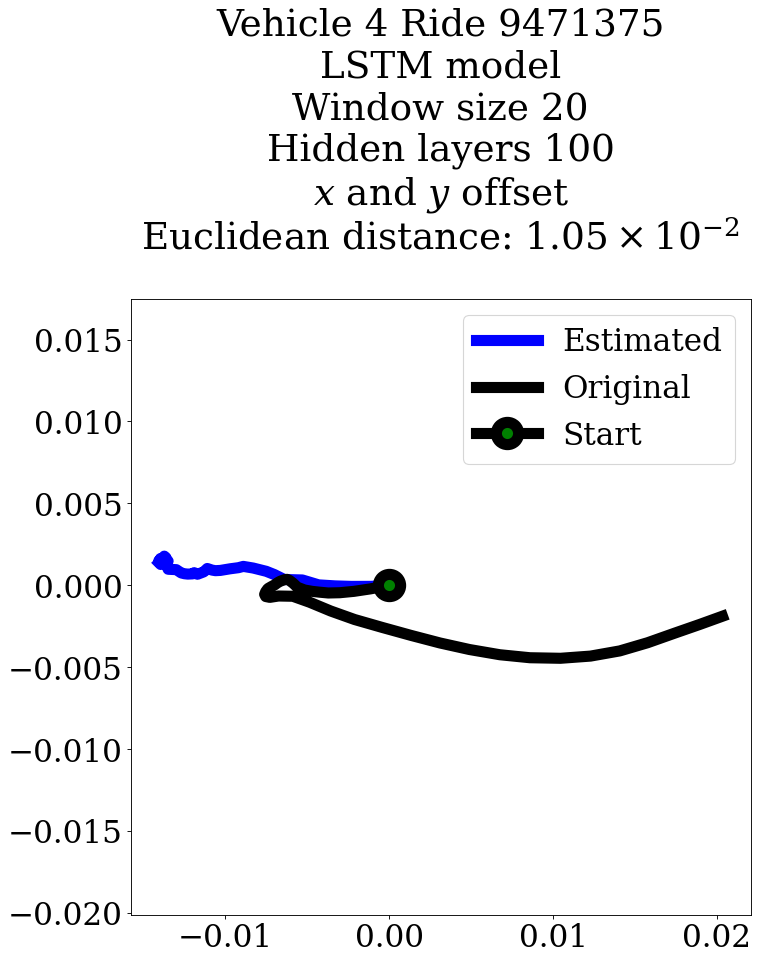 Vehicle 4 Ride 9471375
LSTM model
Window size 20
Hidden layers 100
x and y offset
Euclidean distance: 1.05 × 10⁻²
Estimated
Original
Start
0.015
0.010
0.005
0.000
−0.005
−0.010
−0.015
−0.020
−0.01
0.00
0.01
0.02